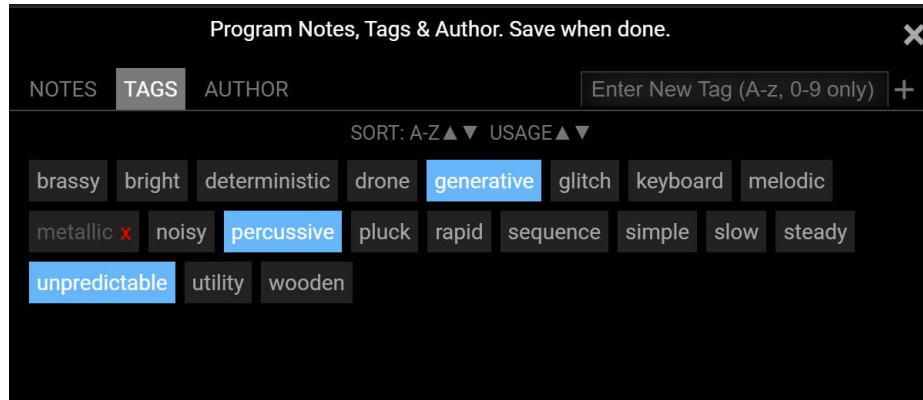 Program Notes, Tags & Author. Save when done. ×
NOTES TAGS AUTHOR Enter New Tag (A-z, 0-9 only) +
SORT: A-Z▲▼ USAGE▲▼
brassy bright deterministic drone generative glitch keyboard melodic
metallic x noisy percussive pluck rapid sequence simple slow steady
unpredictable utility wooden